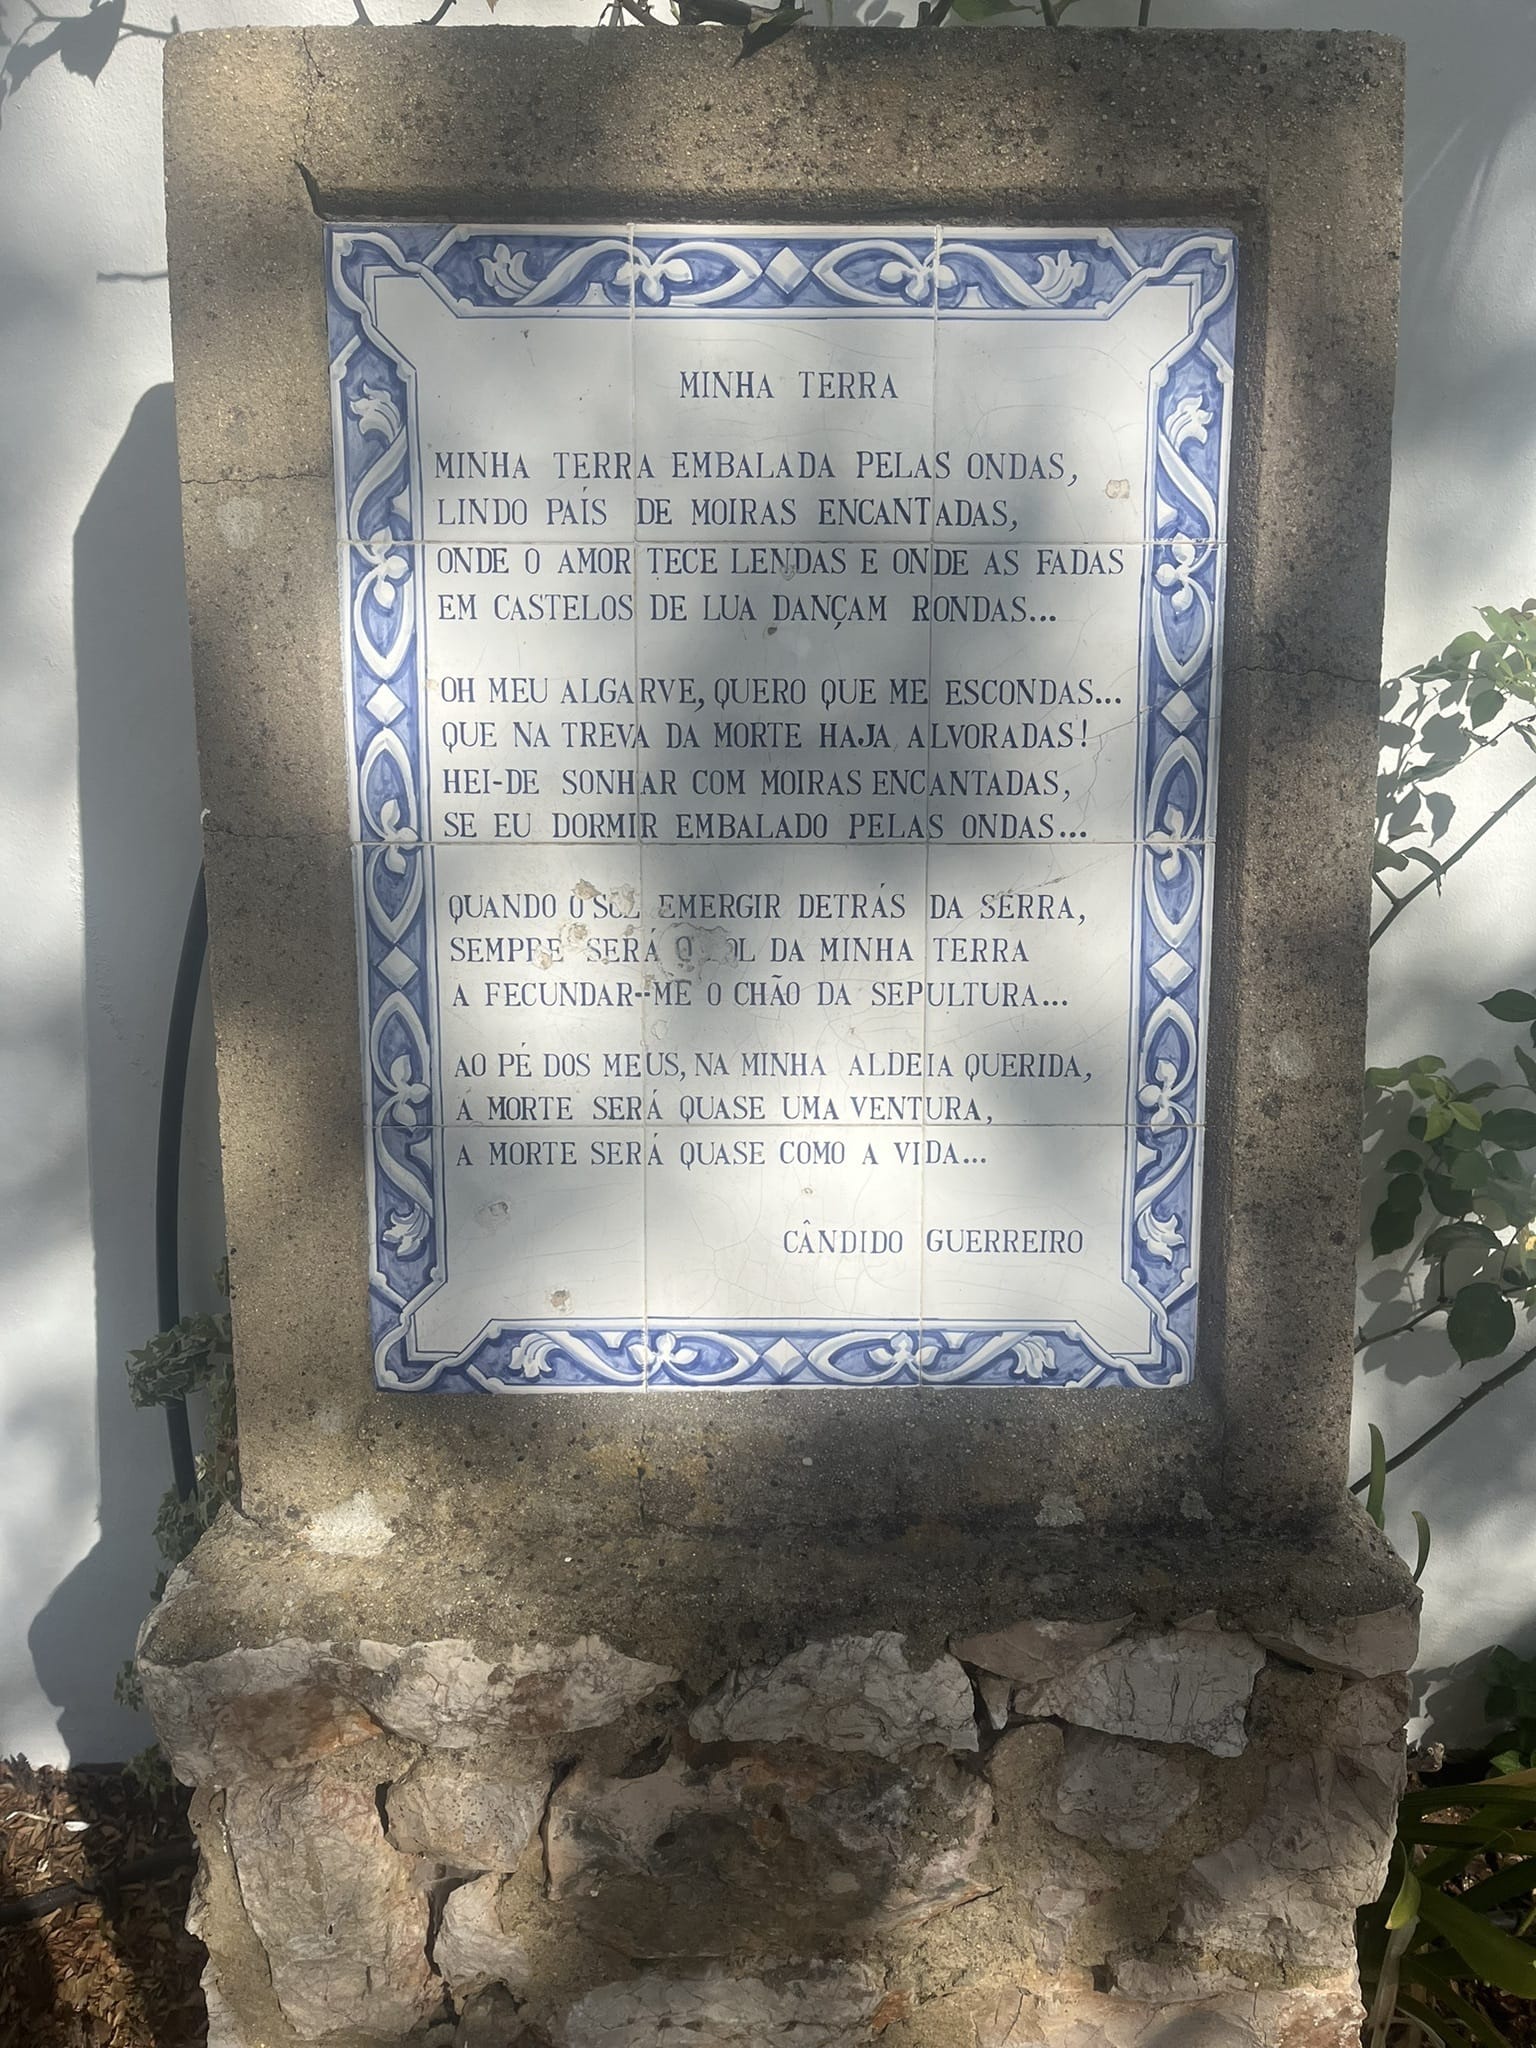 MINHA TERRA
MINHA TERRA EMBALADA PELAS ONDAS,
LINDO PAÍS DE MOIRAS ENCANTADAS,
ONDE O AMOR TECE LENDAS E ONDE AS FADAS
EM CASTELOS DE LUA DANÇAM RONDAS...
OH MEU ALGARVE, QUERO QUE ME ESCONDAS...
QUE NA TREVA DA MORTE HAJA ALVORADAS!
HEI-DE SONHAR COM MOIRAS ENCANTADAS,
SE EU DORMIR EMBALADO PELAS ONDAS...
QUANDO O SOL EMERGIR DETRÁS DA SERRA,
SEMPRE SERÁ O SOL DA MINHA TERRA
A FECUNDAR-ME O CHÃO DA SEPULTURA...
AO PÉ DOS MEUS, NA MINHA ALDEIA QUERIDA,
A MORTE SERÁ QUASE UMA VENTURA,
A MORTE SERÁ QUASE COMO A VIDA...
CÂNDIDO GUERREIRO